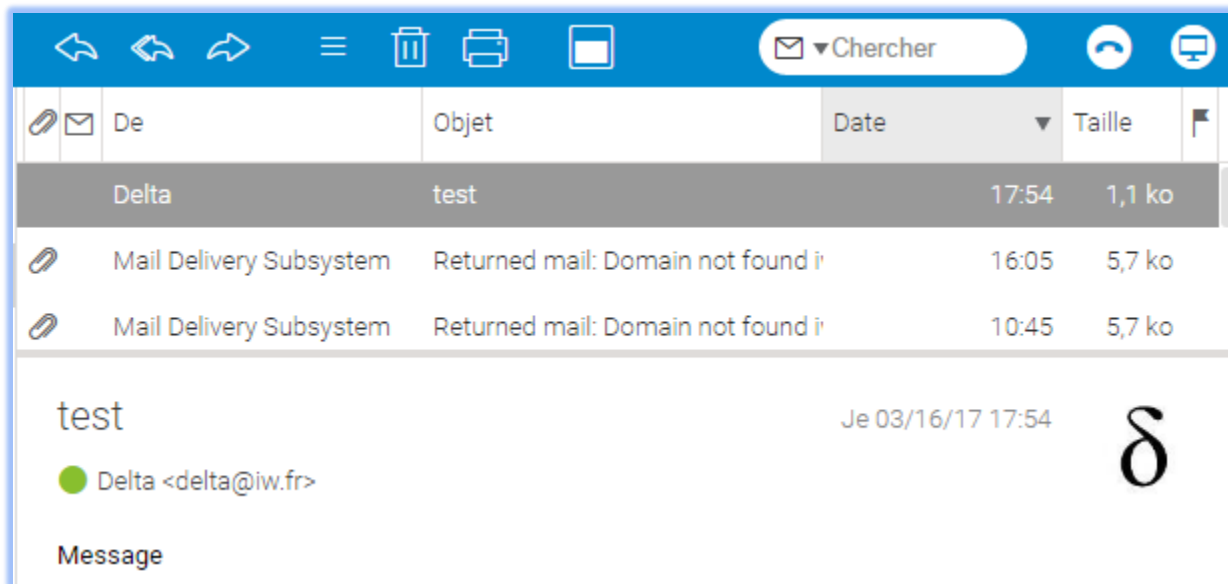 Chercher
De Objet Date Taille
Delta test 17:54 1,1 ko
Mail Delivery Subsystem Returned mail: Domain not found 16:05 5,7 ko
Mail Delivery Subsystem Returned mail: Domain not found 10:45 5,7 ko
test Je 03/16/17 17:54
δ
Delta <delta@iw.fr>
Message